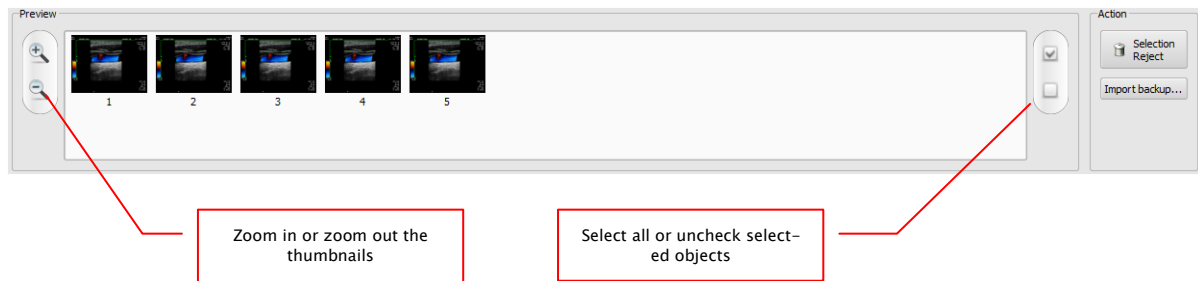 Preview
Action
Selection
Reject
Import backup...
1 2 3 4 5
Zoom in or zoom out the
thumbnails
Select all or uncheck select-
ed objects